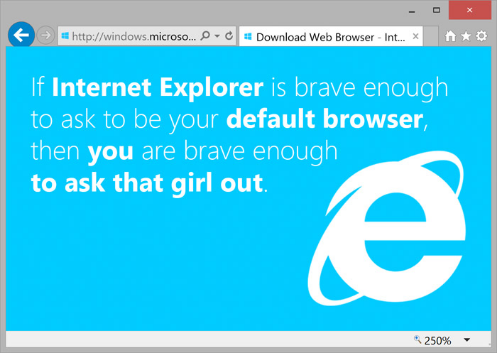 http://windows.microso...
Download Web Browser - Int...
If Internet Explorer is brave enough
to ask to be your default browser,
then you are brave enough
to ask that girl out.
250%